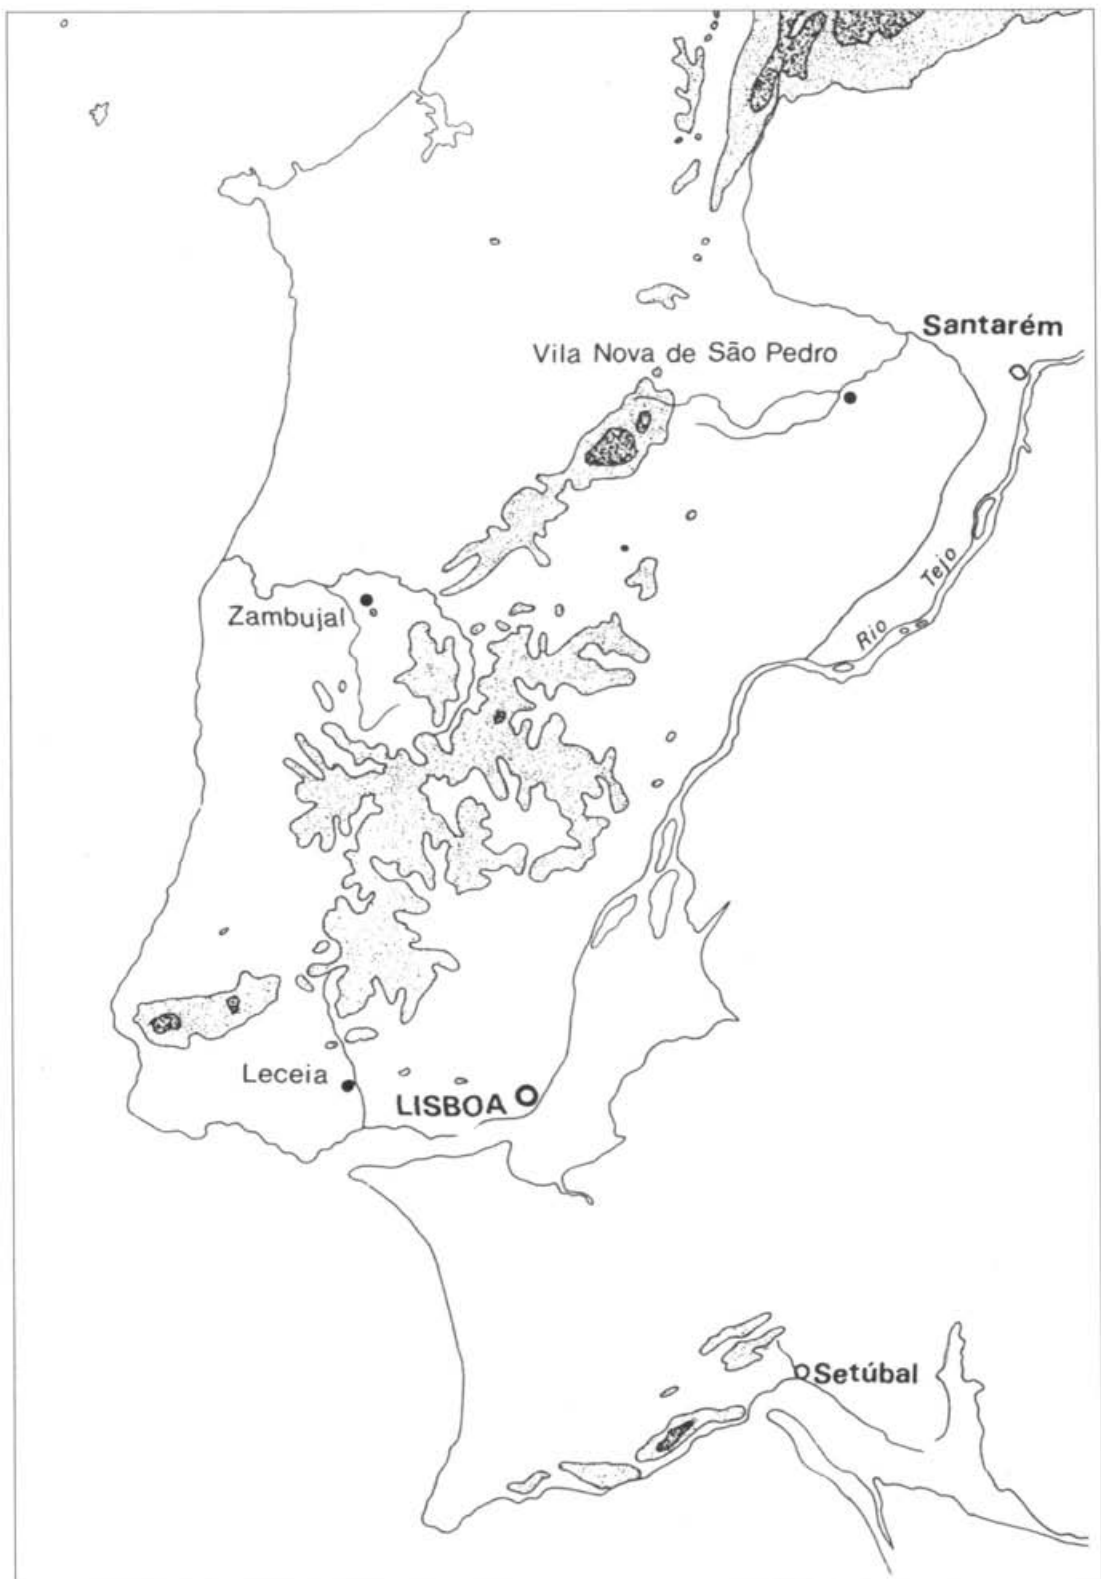 Santarém
Vila Nova de São Pedro
Rio Tejo
Zambujal
Leceia
LISBOA
Setúbal